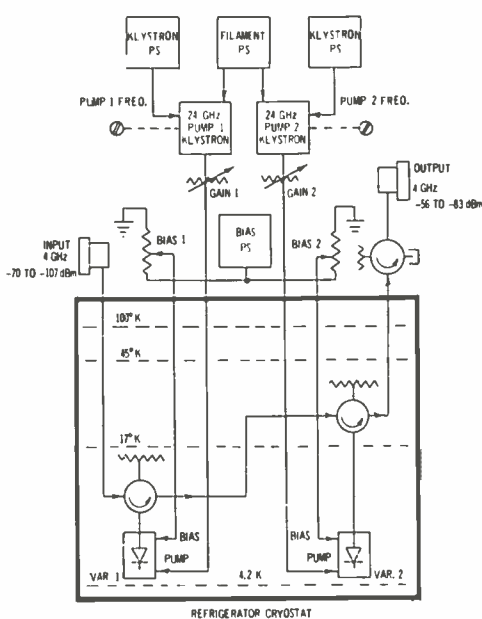 KLYSTRON PS
FILAMENT PS
KLYSTRON PS
PUMP 1 FREQ.
24 GHz PUMP 1 KLYSTRON
24 GHz PUMP 2 KLYSTRON
PUMP 2 FREQ.
GAIN 1
GAIN 2
OUTPUT
4 GHz
-56 TO -83 dBm
INPUT
4 GHz
-70 TO -107 dBm
BIAS 1
BIAS PS
BIAS 2
100° K
45° K
17° K
BIAS
PUMP
VAR. 1
BIAS
PUMP
VAR. 2
4.2 K
REFRIGERATOR CRYOSTAT